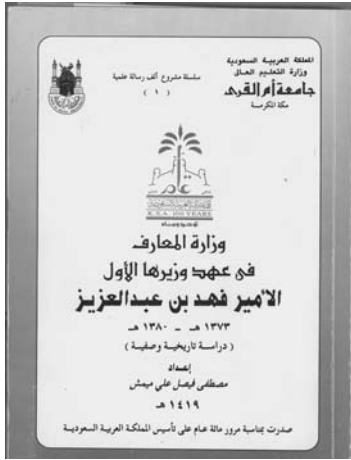 المملكة العربية السعودية
وزارة التعليم العالى
جامعة أم القرى
مكة المكرمة
سلسلة مشروع ألف رسالة علمية
( ١ )
K.S.A. 100 YEARS
وزارة المعارف
فى عهد وزيرها الأول
الأمير فهد بن عبدالعزيز
١٣٧٣ هـ - ١٣٨٠ هـ
( دراسة تاريخية وصفية )
إعداد
مصطفى فيصل علي ميمش
١٤١٩ هـ
صدرت بمناسبة مرور مائة عام على تأسيس المملكة العربية السعودية